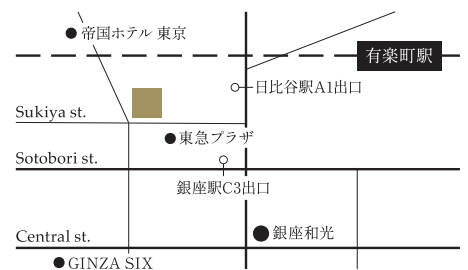 帝国ホテル 東京
有楽町駅
日比谷駅A1出口
Sukiya st.
東急プラザ
Sotobori st.
銀座駅C3出口
Central st.
銀座和光
GINZA SIX